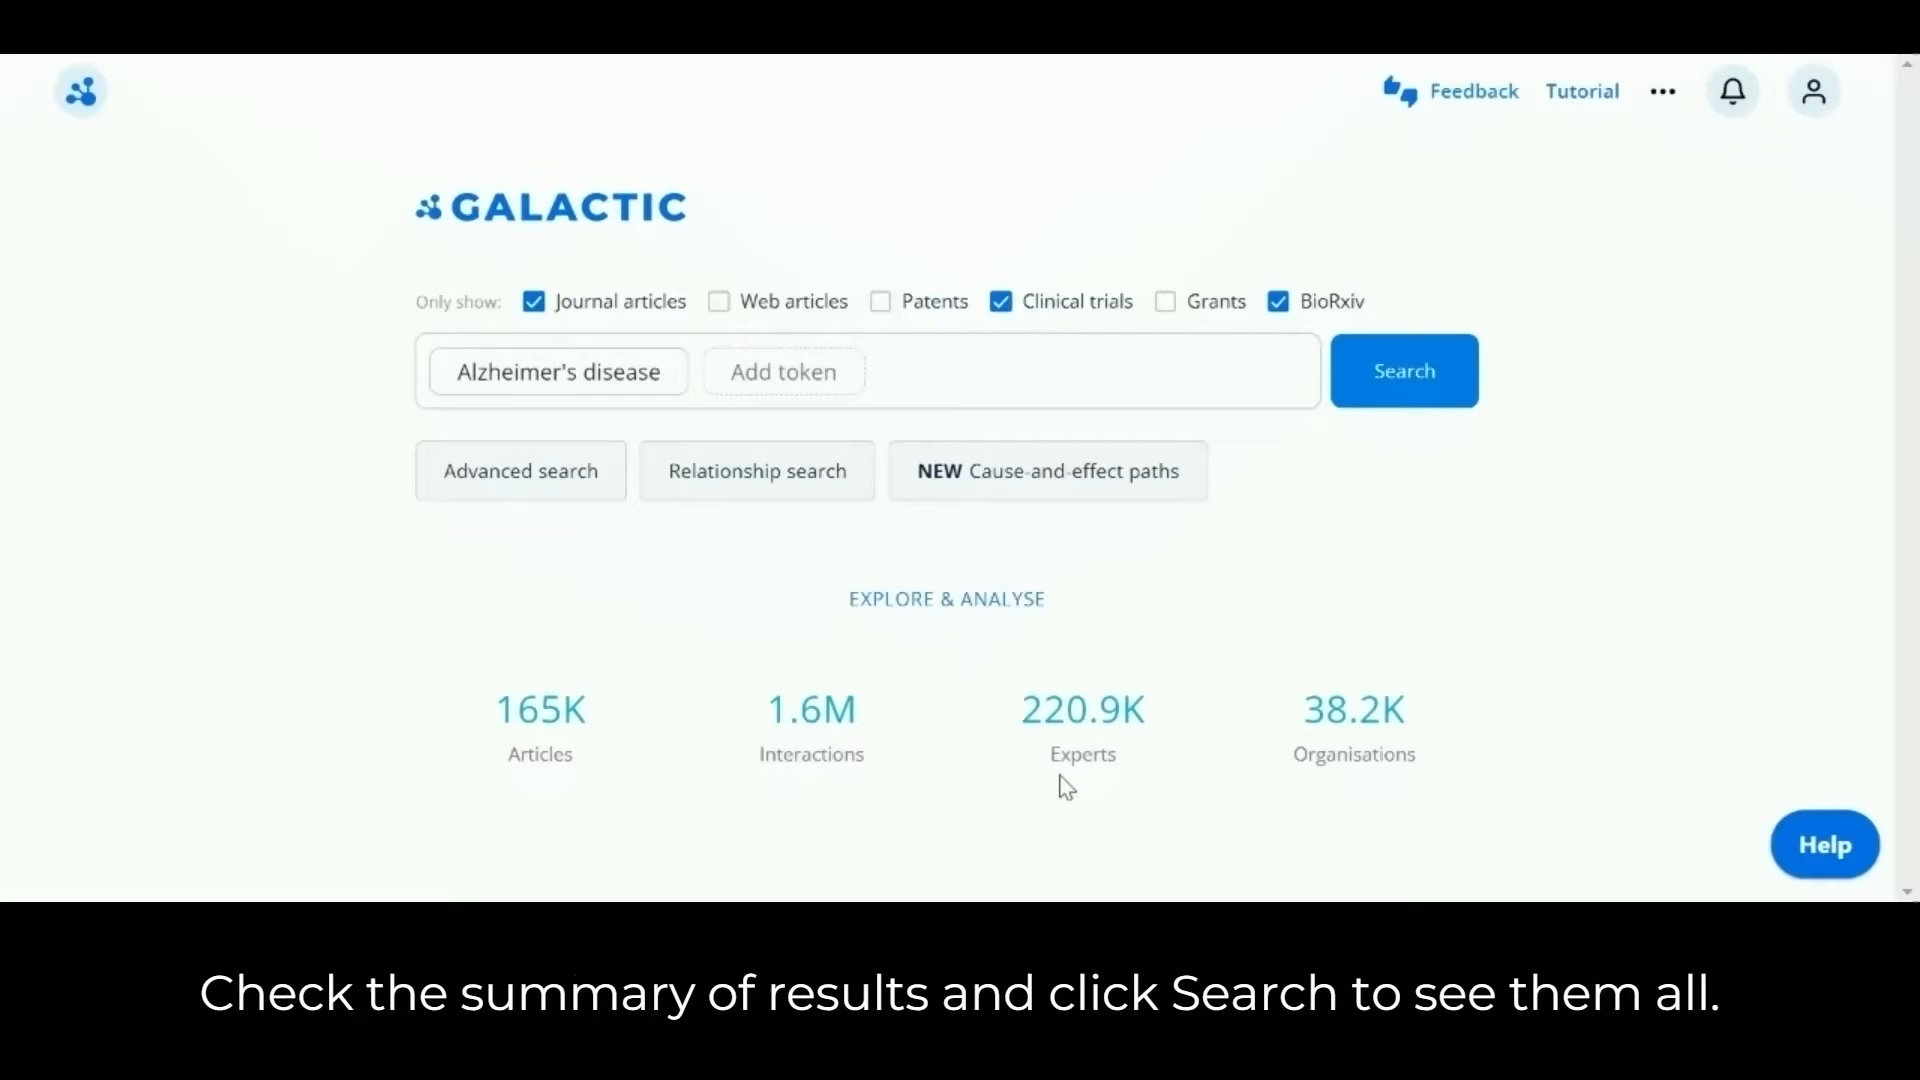 Feedback Tutorial
GALACTIC
Only show: Journal articles Web articles Patents Clinical trials Grants BioRxiv
Alzheimer's disease Add token Search
Advanced search Relationship search NEW Cause-and-effect paths
EXPLORE & ANALYSE
165K 1.6M 220.9K 38.2K
Articles Interactions Experts Organisations
Help
Check the summary of results and click Search to see them all.